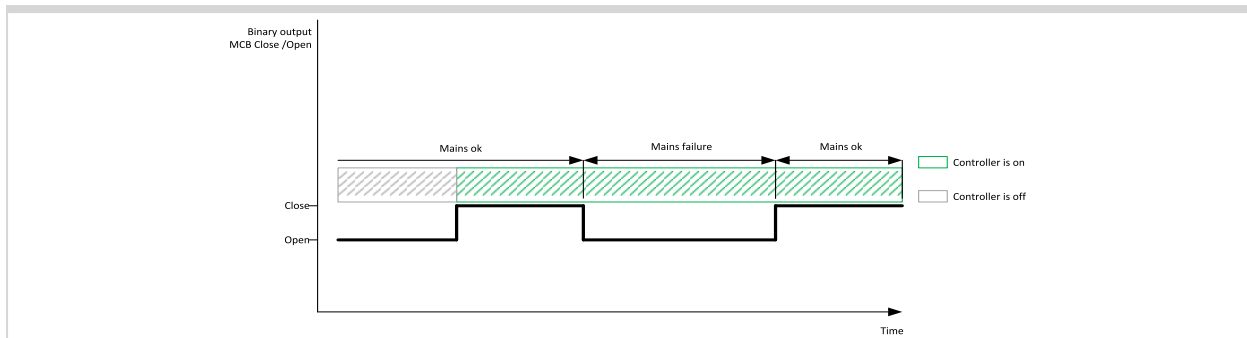 Binary output
MCB Close /Open
Mains ok
Mains failure
Mains ok
Controller is on
Controller is off
Close
Open
Time